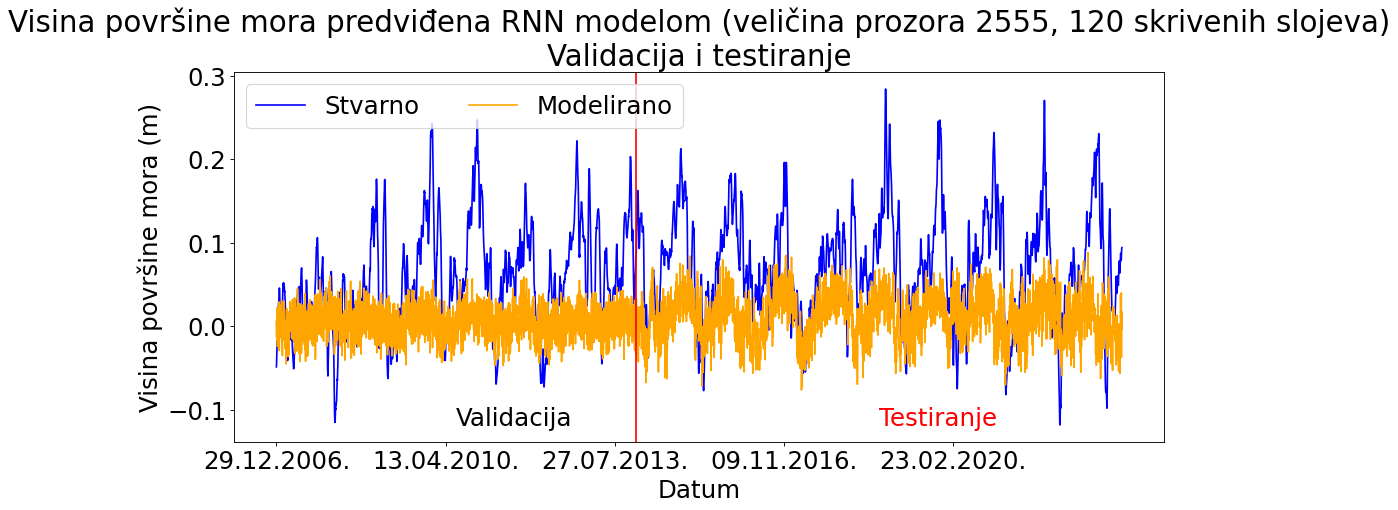 Visina površine mora predviđena RNN modelom (veličina prozora 2555, 120 skrivenih slojeva)
Validacija i testiranje
Stvarno
Modelirano
Visina površine mora (m)
0.3
0.2
0.1
0.0
−0.1
Validacija
Testiranje
29.12.2006.
13.04.2010.
27.07.2013.
09.11.2016.
23.02.2020.
Datum